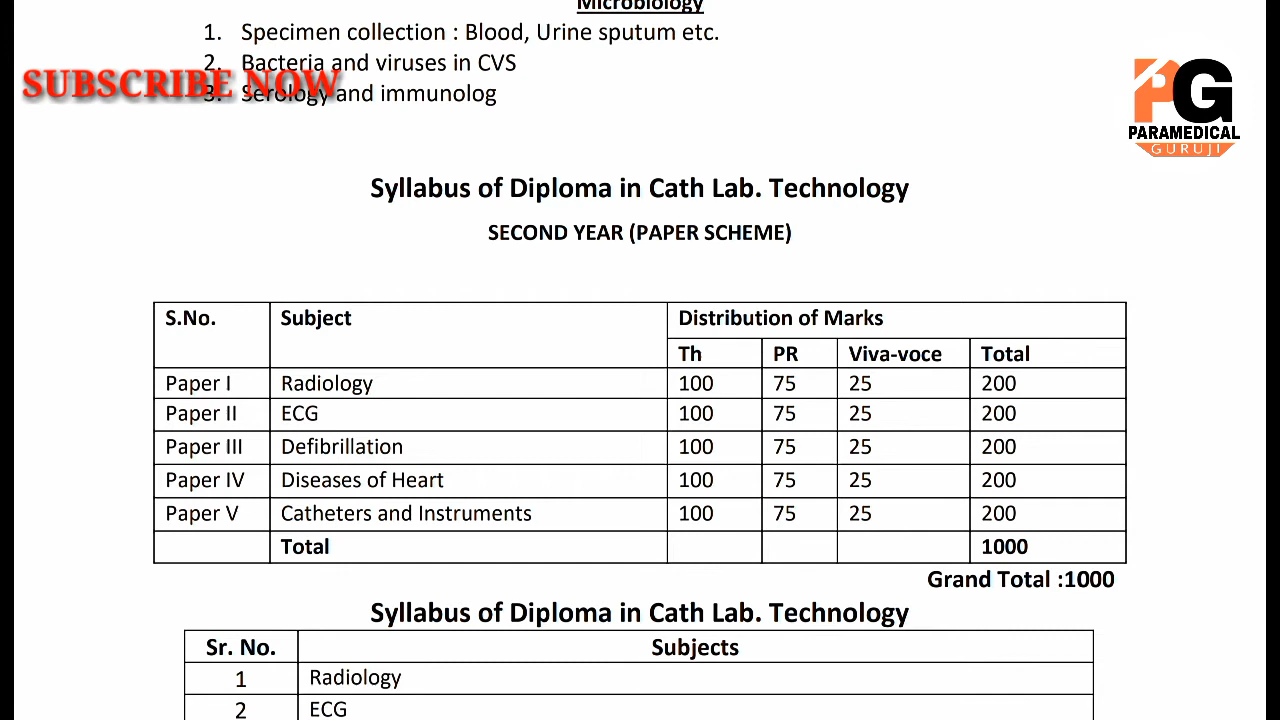 Microbiology
1. Specimen collection : Blood, Urine sputum etc.
2. Bacteria and viruses in CVS
SUBSCRIBE NOW
3. Serology and immunolog
PG
PARAMEDICAL
GURUJI
Syllabus of Diploma in Cath Lab. Technology
SECOND YEAR (PAPER SCHEME)
S.No. Subject Distribution of Marks
Th PR Viva-voce Total
Paper I Radiology 100 75 25 200
Paper II ECG 100 75 25 200
Paper III Defibrillation 100 75 25 200
Paper IV Diseases of Heart 100 75 25 200
Paper V Catheters and Instruments 100 75 25 200
Total 1000
Grand Total :1000
Syllabus of Diploma in Cath Lab. Technology
Sr. No. Subjects
1 Radiology
2 ECG